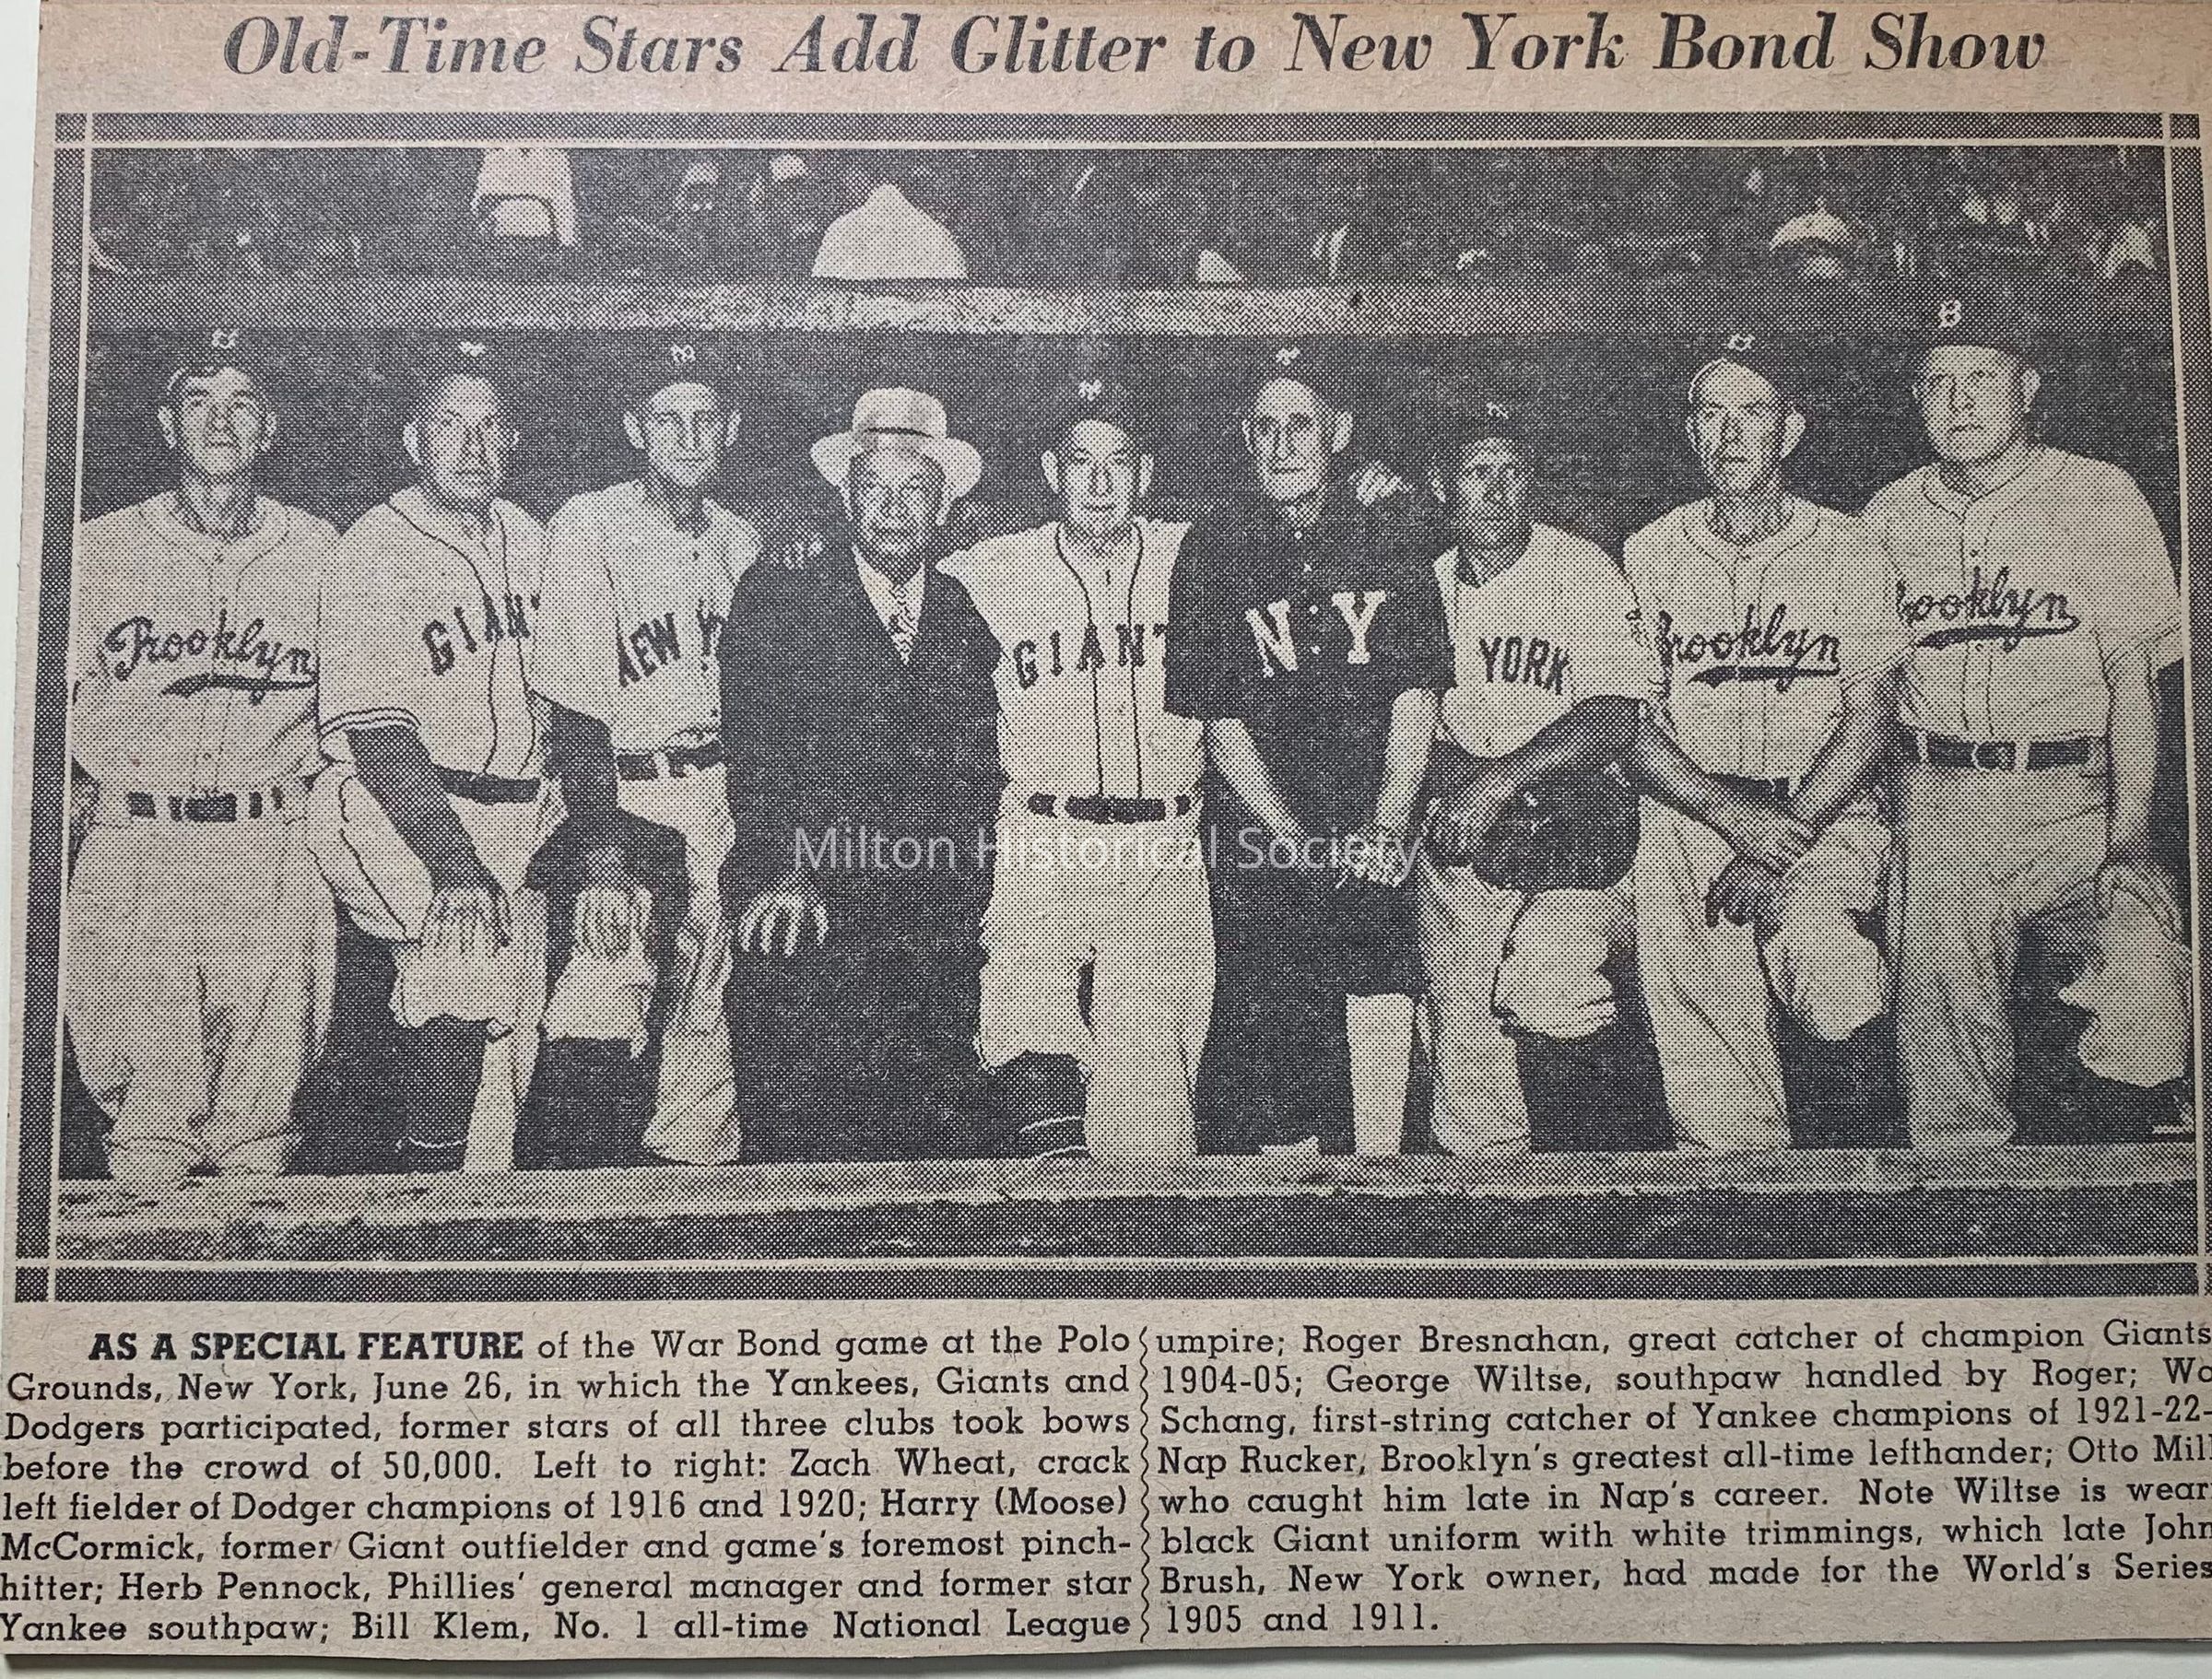 Old-Time Stars Add Glitter to New York Bond Show
Brooklyn
GIANT
NEW Y
GIANT
N.Y
YORK
rooklyn
B
rooklyn
Milton Historical Society
AS A SPECIAL FEATURE of the War Bond game at the Polo
Grounds, New York, June 26, in which the Yankees, Giants and
Dodgers participated, former stars of all three clubs took bows
before the crowd of 50,000. Left to right: Zach Wheat, crack
left fielder of Dodger champions of 1916 and 1920; Harry (Moose)
McCormick, former Giant outfielder and game's foremost pinch-
hitter; Herb Pennock, Phillies' general manager and former star
Yankee southpaw; Bill Klem, No. 1 all-time National League
umpire; Roger Bresnahan, great catcher of champion Giants
1904-05; George Wiltse, southpaw handled by Roger; 
Schang, first-string catcher of Yankee champions of 1921-22-
Nap Rucker, Brooklyn's greatest all-time lefthander; Otto
who caught him late in Nap's career. Note Wiltse is wear
black Giant uniform with white trimmings, which late John
Brush, New York owner, had made for the World's Series
1905 and 1911.